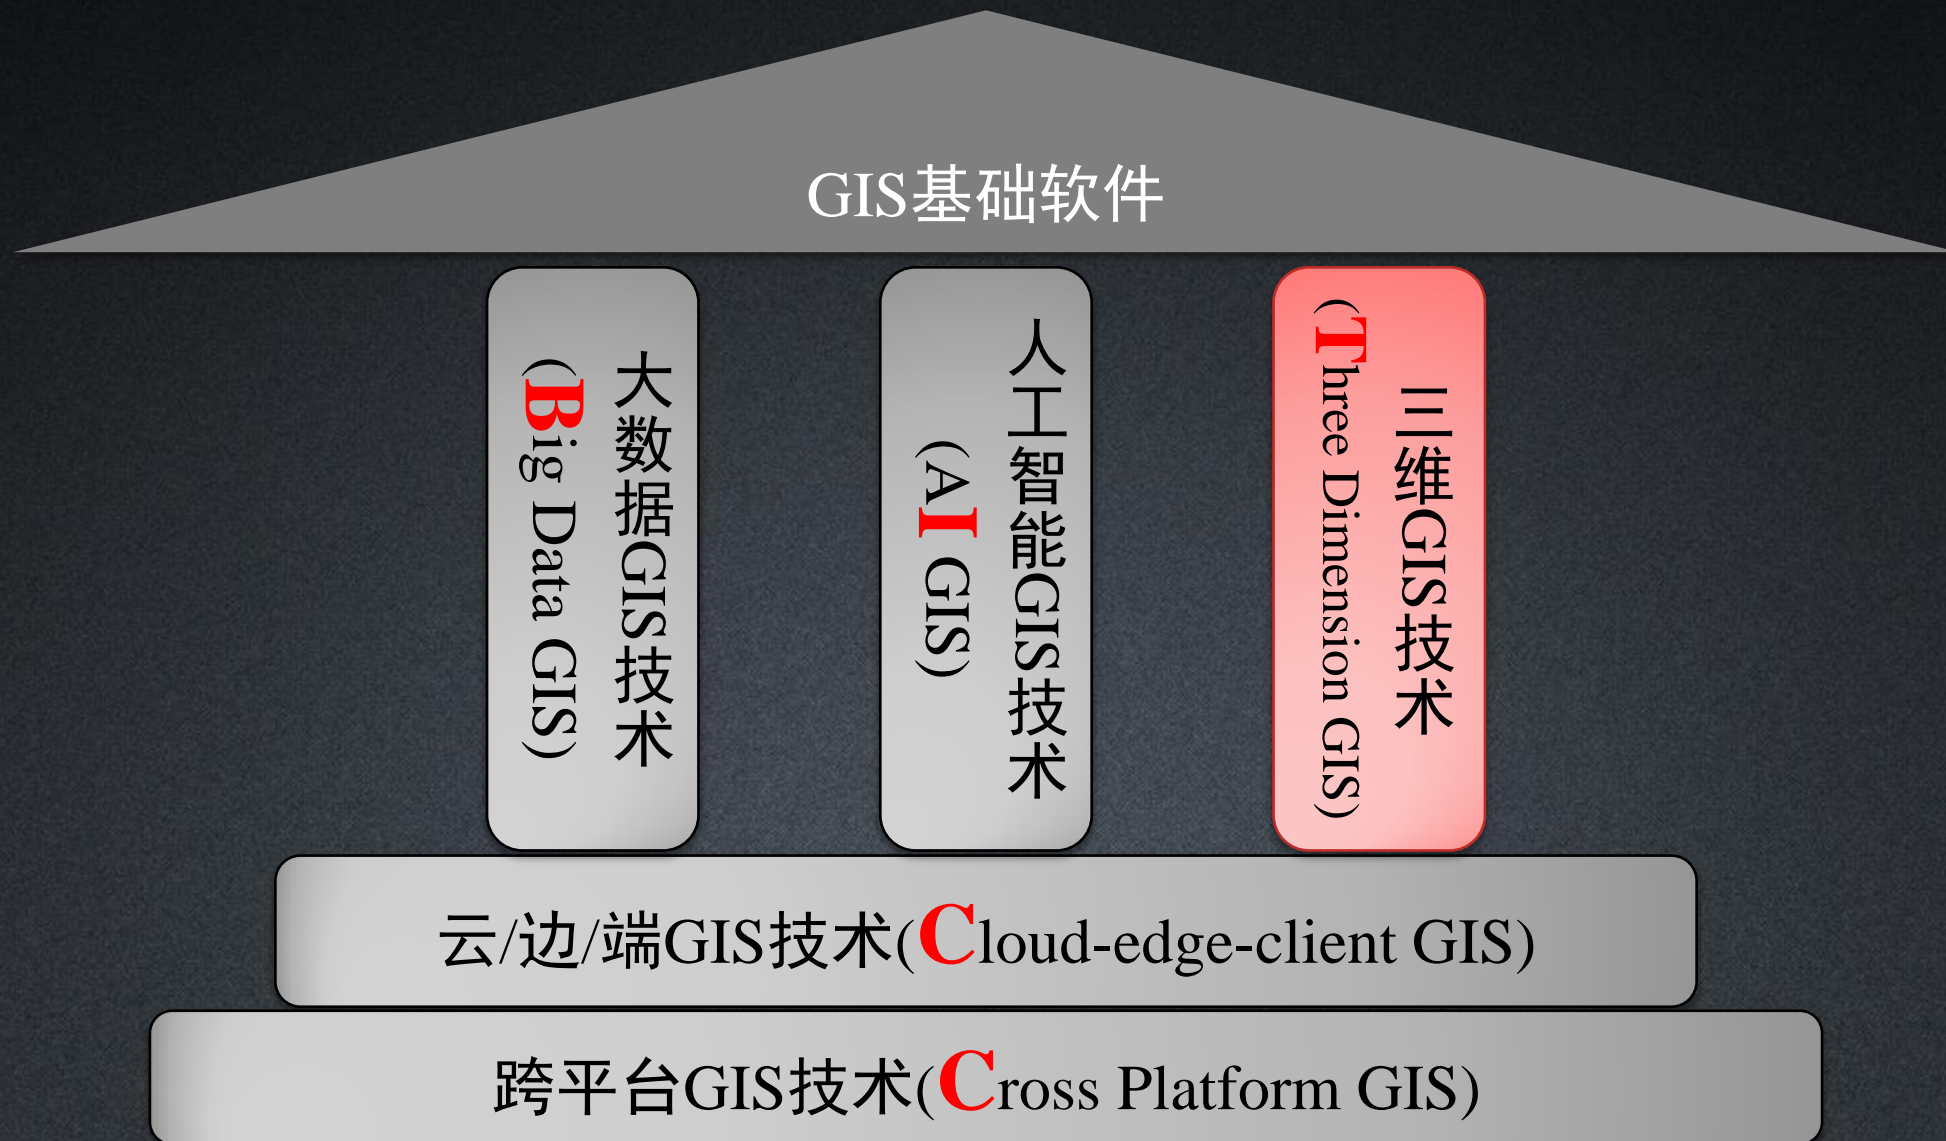 GIS基础软件
大数据GIS技术
(Big Data GIS)
人工智能GIS技术
(AI GIS)
三维GIS技术
(Three Dimension GIS)
云/边/端GIS技术(Cloud-edge-client GIS)
跨平台GIS技术(Cross Platform GIS)